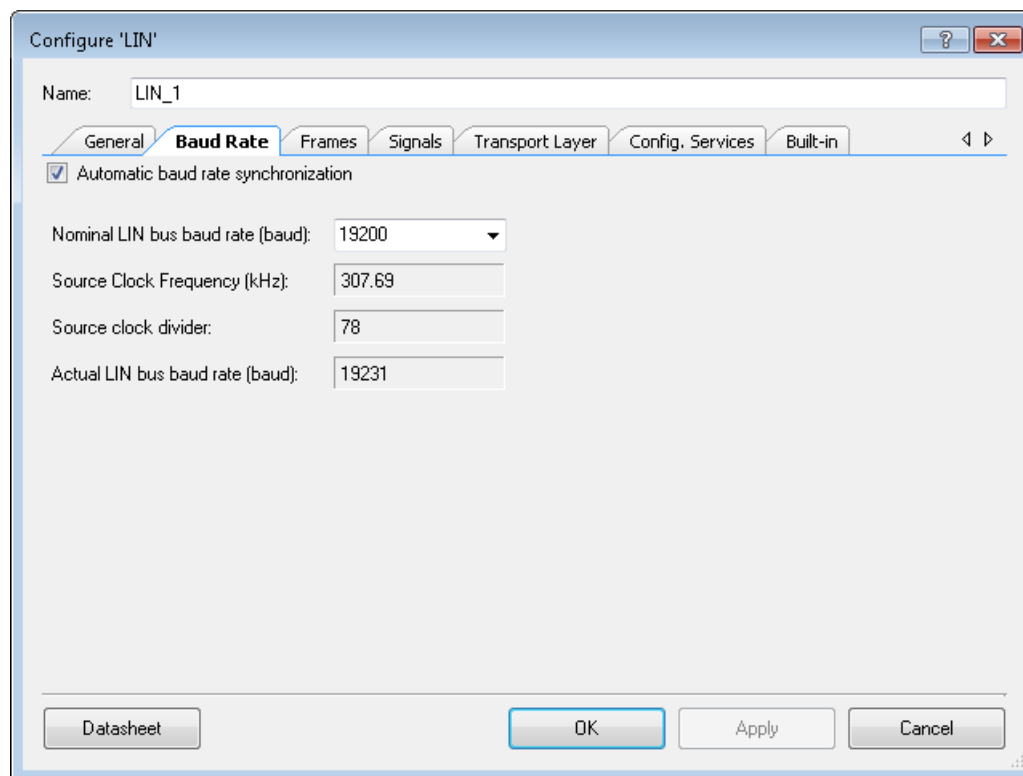 Configure 'LIN'
?
Name: LIN_1
General Baud Rate Frames Signals Transport Layer Config. Services Built-in
Automatic baud rate synchronization
Nominal LIN bus baud rate (baud): 19200
Source Clock Frequency (kHz): 307.69
Source clock divider: 78
Actual LIN bus baud rate (baud): 19231
Datasheet OK Apply Cancel